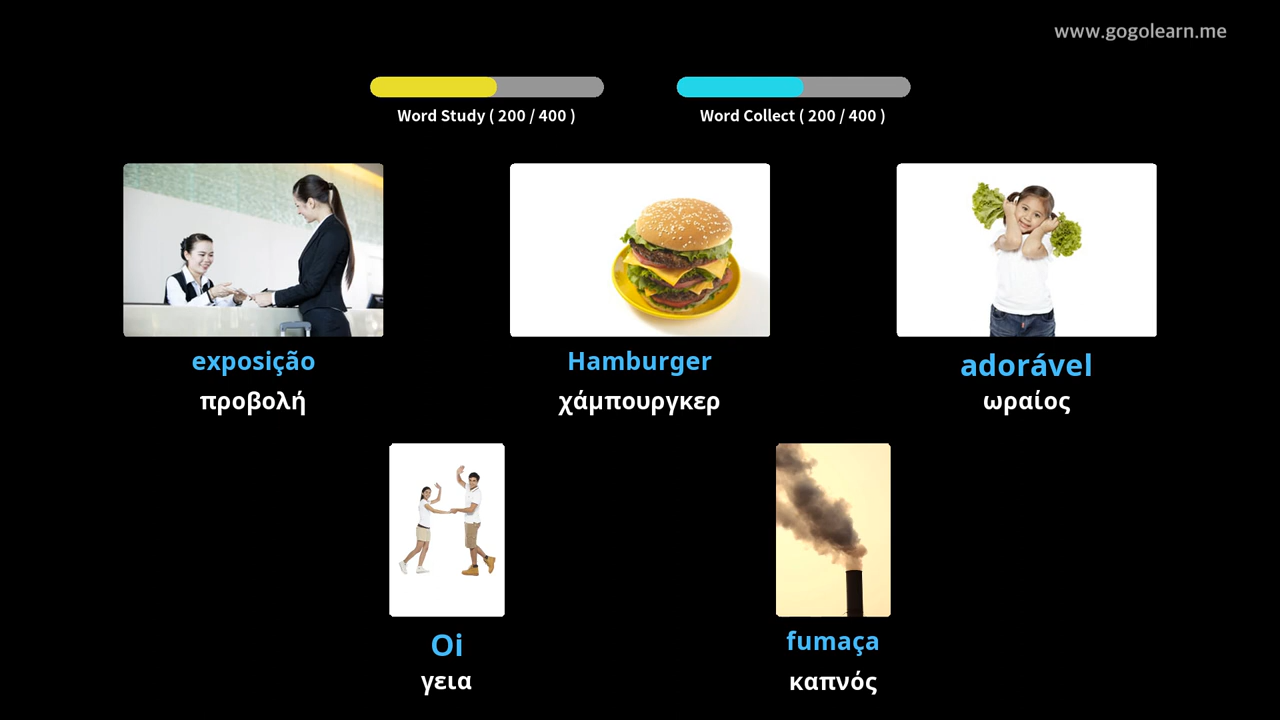 www.gogolearn.me
Word Study ( 200 / 400 )
Word Collect ( 200 / 400 )
exposição
προβολή
Hamburger
χάμπουργκερ
adorável
ωραίος
Oi
γεια
fumaça
καπνός